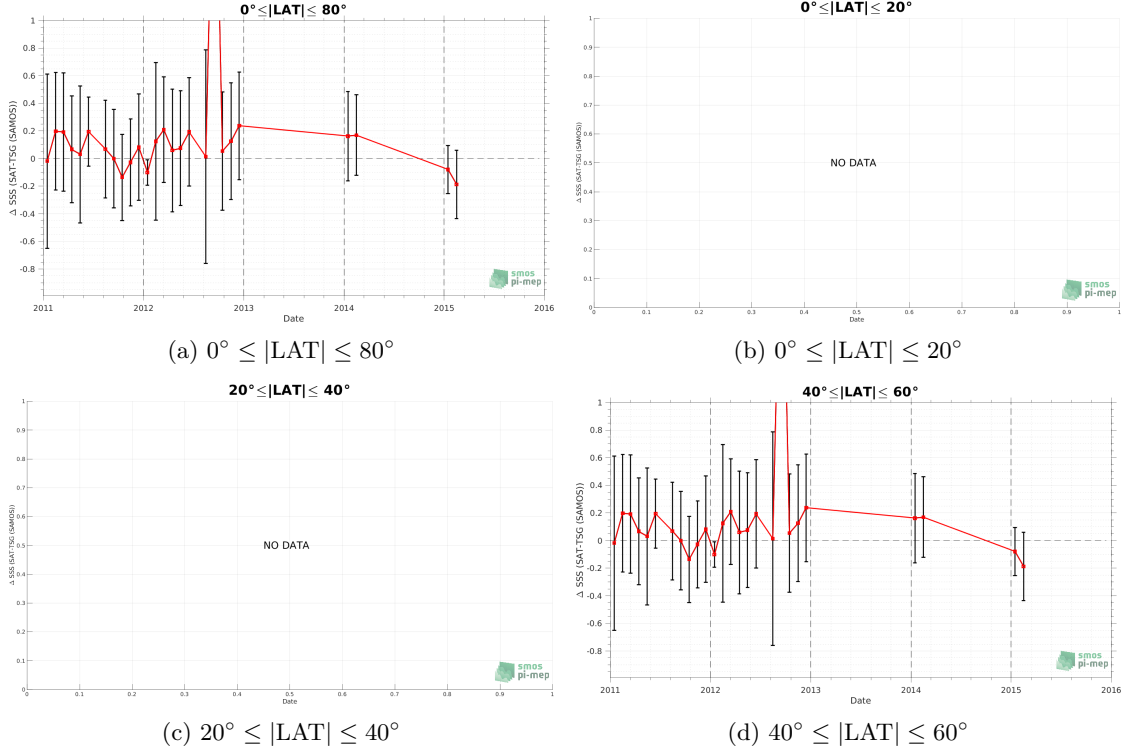 0°≤|LAT|≤ 80°
1
0.8
0.6
0.4
0.2
0
-0.2
-0.4
-0.6
-0.8
Δ SSS (SAT-TSG (SAMOS))
2011 2012 2013 2014 2015 2016
Date
smos
pi-mep
(a) 0° ≤ |LAT| ≤ 80°
0°≤|LAT|≤ 20°
1
0.9
0.8
0.7
0.6
0.5
0.4
0.3
0.2
0.1
0
Δ SSS (SAT-TSG (SAMOS))
NO DATA
0 0.1 0.2 0.3 0.4 0.5 0.6 0.7 0.8 0.9 1
Date
smos
pi-mep
(b) 0° ≤ |LAT| ≤ 20°
20°≤|LAT|≤ 40°
1
0.9
0.8
0.7
0.6
0.5
0.4
0.3
0.2
0.1
0
Δ SSS (SAT-TSG (SAMOS))
NO DATA
0 0.1 0.2 0.3 0.4 0.5 0.6 0.7 0.8 0.9 1
Date
smos
pi-mep
(c) 20° ≤ |LAT| ≤ 40°
40°≤|LAT|≤ 60°
1
0.8
0.6
0.4
0.2
0
-0.2
-0.4
-0.6
-0.8
Δ SSS (SAT-TSG (SAMOS))
2011 2012 2013 2014 2015 2016
Date
smos
pi-mep
(d) 40° ≤ |LAT| ≤ 60°